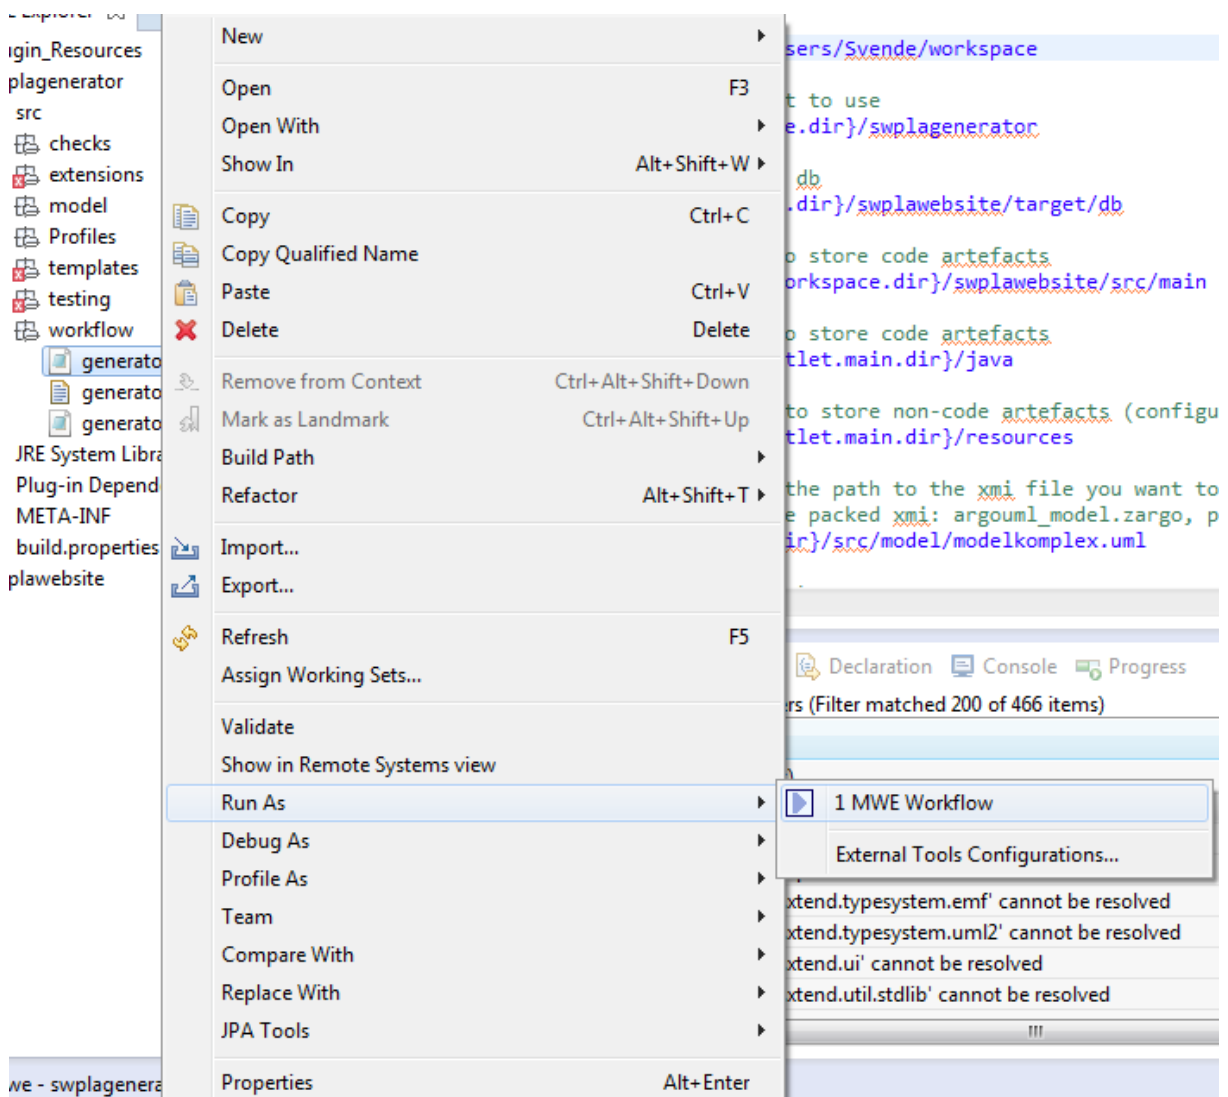 Explorer
gin_Resources
plagenerator
src
checks
extensions
model
Profiles
templates
testing
workflow
generato
generato
generato
JRE System Libra
Plug-in Depend
META-INF
build.properties
plawebsite
we - swplagenera
New
Open F3
Open With
Show In Alt+Shift+W
Copy Ctrl+C
Copy Qualified Name
Paste Ctrl+V
Delete Delete
Remove from Context Ctrl+Alt+Shift+Down
Mark as Landmark Ctrl+Alt+Shift+Up
Build Path
Refactor Alt+Shift+T
Import...
Export...
Refresh F5
Assign Working Sets...
Validate
Show in Remote Systems view
Run As
Debug As
Profile As
Team
Compare With
Replace With
JPA Tools
Properties Alt+Enter
1 MWE Workflow
External Tools Configurations...
sers/Svende/workspace
t to use
e.dir}/swplagenerator
db
.dir}/swplawebsite/target/db
o store code artefacts
orkspace.dir}/swplawebsite/src/main
o store code artefacts
tlet.main.dir}/java
to store non-code artefacts (configu
tlet.main.dir}/resources
the path to the xmi file you want to
e packed xmi: argouml_model.zargo, p
ir}/src/model/modelkomplex.uml
Declaration Console Progress
rs (Filter matched 200 of 466 items)
xtend.typesystem.emf' cannot be resolved
xtend.typesystem.uml2' cannot be resolved
xtend.ui' cannot be resolved
xtend.util.stdlib' cannot be resolved